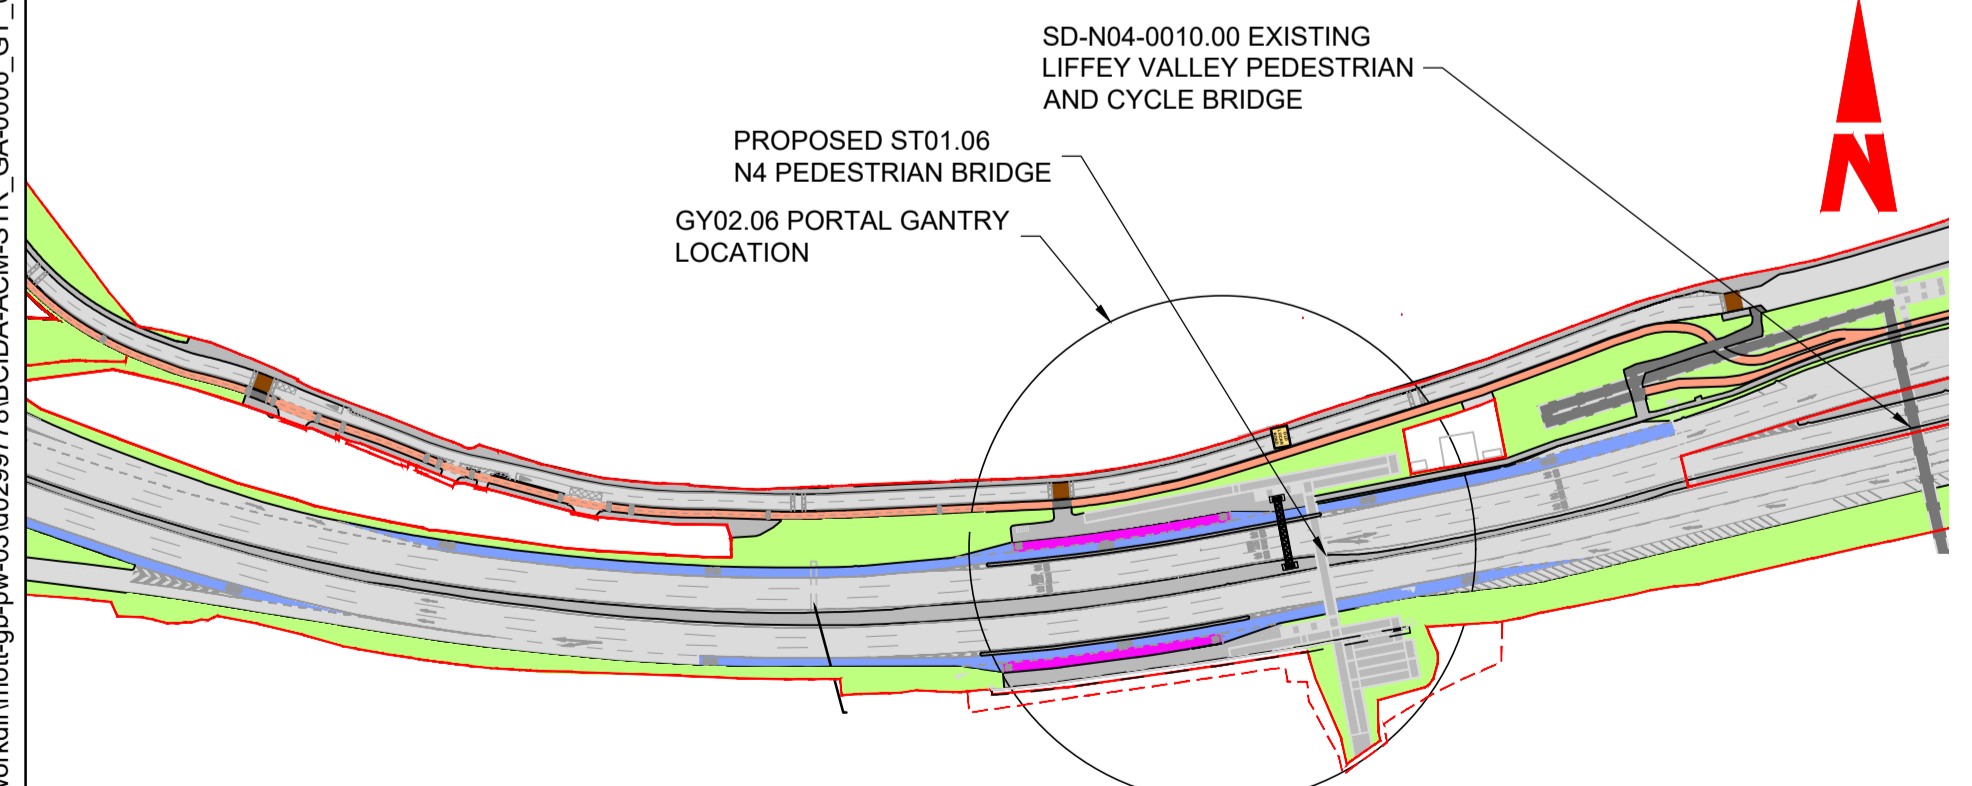 SD-N04-0010.00 EXISTING
LIFFEY VALLEY PEDESTRIAN
AND CYCLE BRIDGE
PROPOSED ST01.06
N4 PEDESTRIAN BRIDGE
GY02.06 PORTAL GANTRY
LOCATION
N